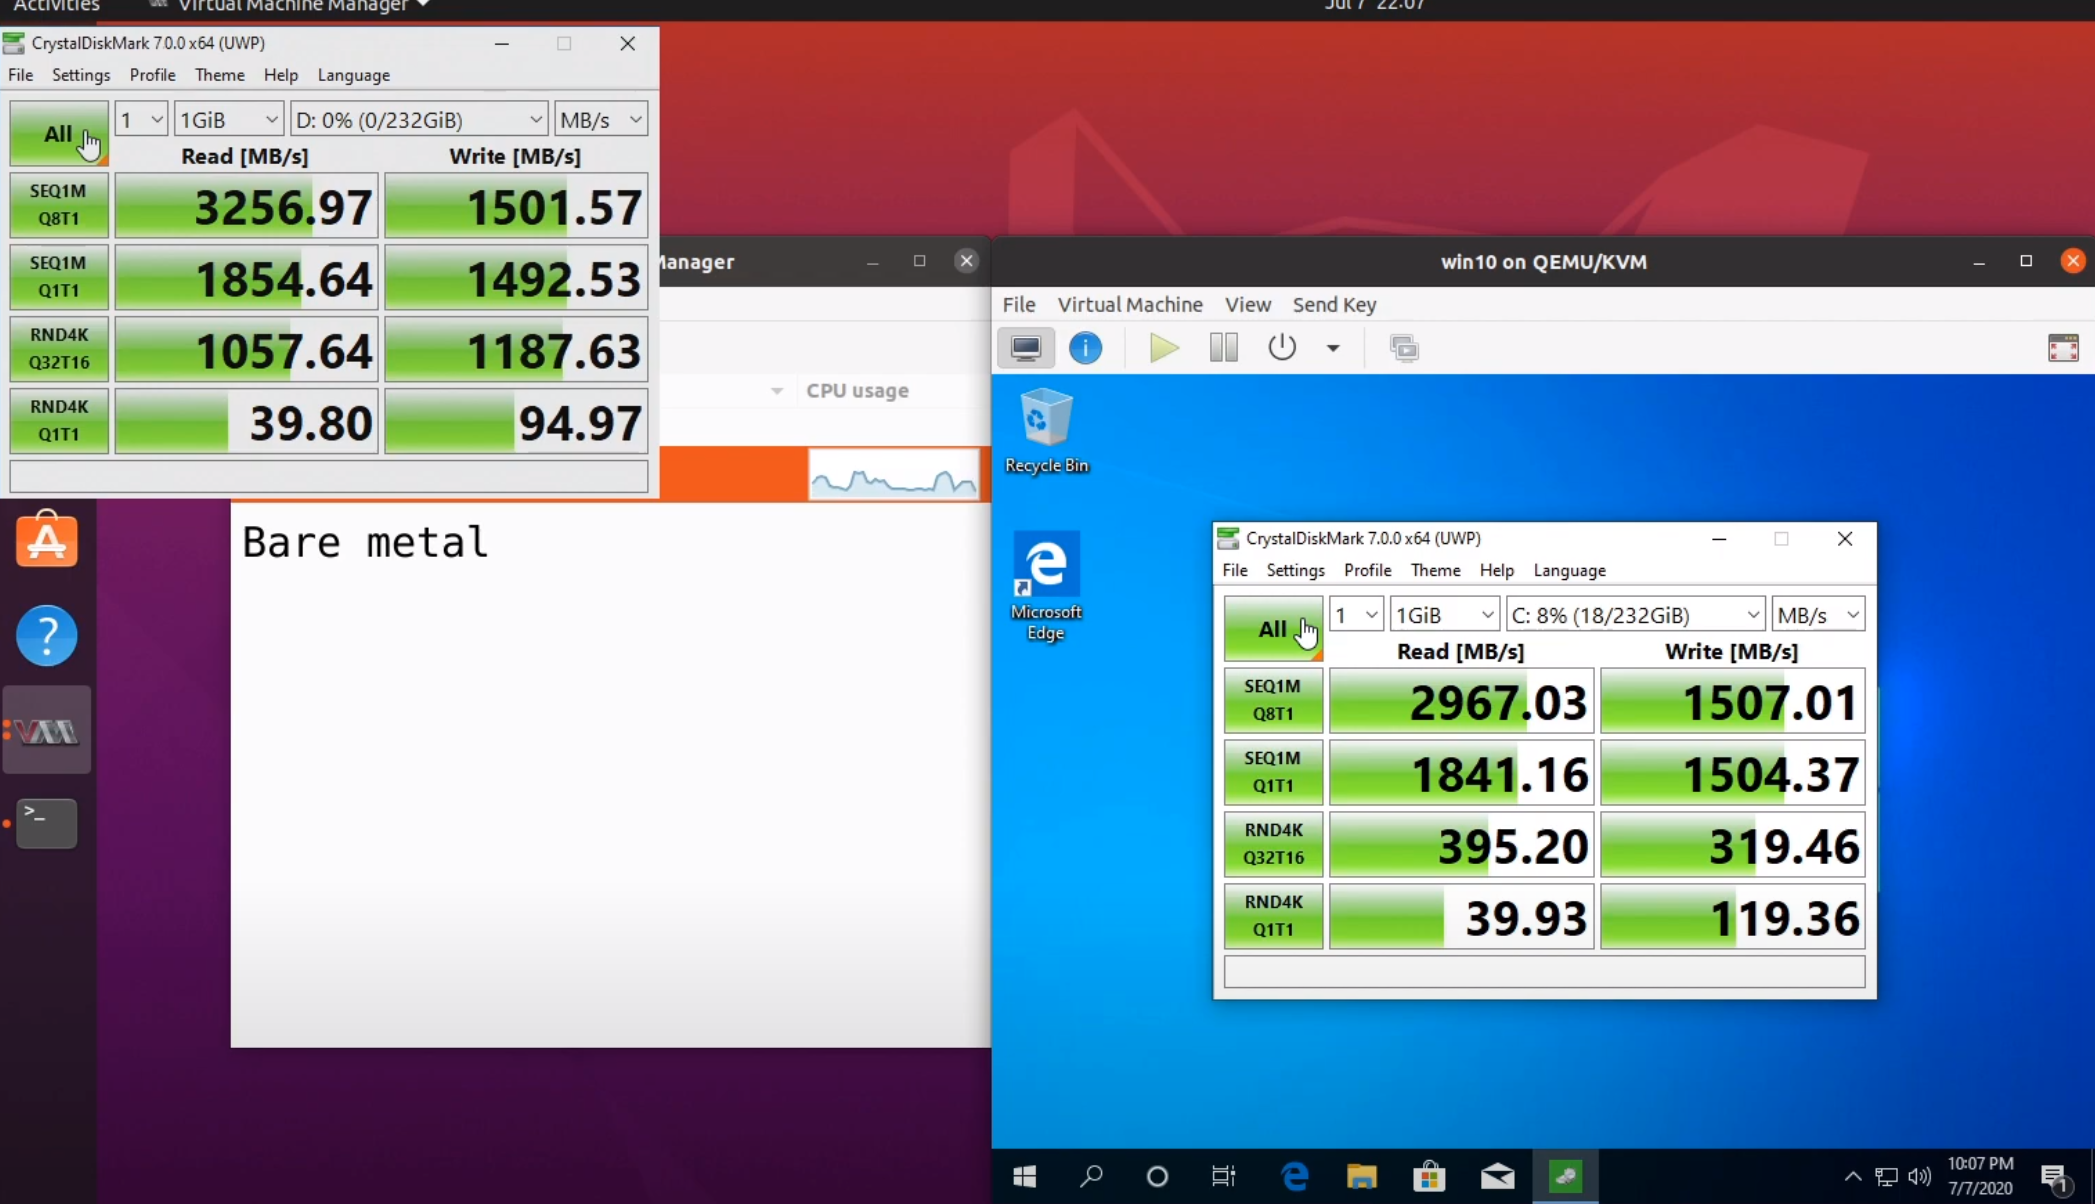 Activities
Virtual Machine Manager
Jul 7 22:07
CrystalDiskMark 7.0.0 x64 (UWP)
File Settings Profile Theme Help Language
All
1
1GiB
D: 0% (0/232GiB)
MB/s
Read [MB/s] Write [MB/s]
SEQ1M
Q8T1
3256.97
1501.57
SEQ1M
Q1T1
1854.64
1492.53
RND4K
Q32T16
1057.64
1187.63
RND4K
Q1T1
39.80
94.97
Manager
CPU usage
Bare metal
win10 on QEMU/KVM
File Virtual Machine View Send Key
Recycle Bin
Microsoft
Edge
CrystalDiskMark 7.0.0 x64 (UWP)
File Settings Profile Theme Help Language
All
1
1GiB
C: 8% (18/232GiB)
MB/s
Read [MB/s] Write [MB/s]
SEQ1M
Q8T1
2967.03
1507.01
SEQ1M
Q1T1
1841.16
1504.37
RND4K
Q32T16
395.20
319.46
RND4K
Q1T1
39.93
119.36
10:07 PM
7/7/2020
1